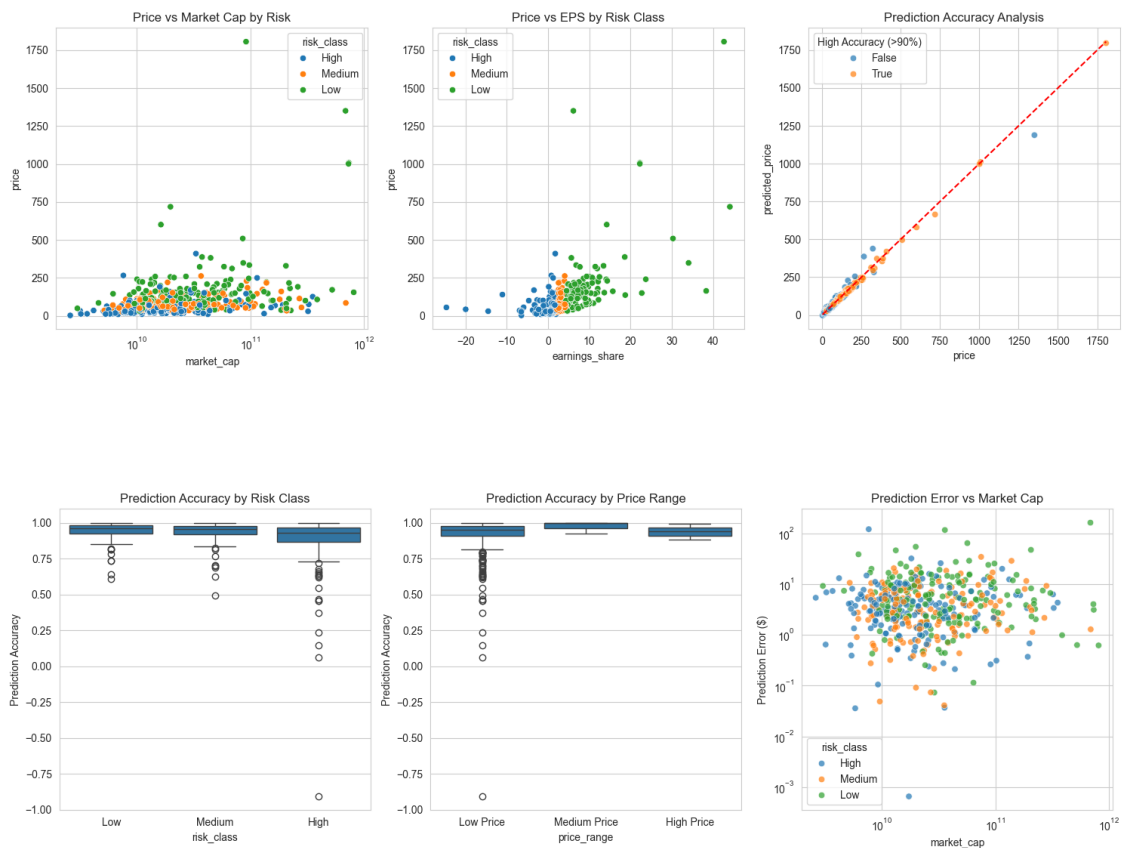 Price vs Market Cap by Risk
risk_class
High
Medium
Low
1750
1500
1250
1000
750
500
250
0
price
10^10
10^11
10^12
market_cap
Price vs EPS by Risk Class
risk_class
High
Medium
Low
1750
1500
1250
1000
750
500
250
0
price
−20
−10
0
10
20
30
40
earnings_share
Prediction Accuracy Analysis
High Accuracy (>90%)
False
True
1750
1500
1250
1000
750
500
250
0
predicted_price
0
250
500
750
1000
1250
1500
1750
price
Prediction Accuracy by Risk Class
1.00
0.75
0.50
0.25
0.00
−0.25
−0.50
−0.75
−1.00
Prediction Accuracy
Low
Medium
High
risk_class
Prediction Accuracy by Price Range
1.00
0.75
0.50
0.25
0.00
−0.25
−0.50
−0.75
−1.00
Prediction Accuracy
Low Price
Medium Price
High Price
price_range
Prediction Error vs Market Cap
10^2
10^1
10^0
10^−1
10^−2
10^−3
Prediction Error ($)
risk_class
High
Medium
Low
10^10
10^11
10^12
market_cap